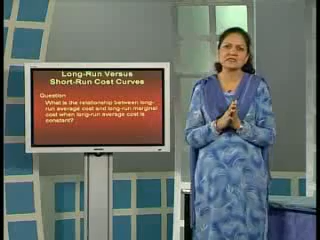 Long-Run Versus
Short-Run Cost Curves
Question
What is the relationship between long-
run average cost and long-run marginal
cost when long-run average cost is
constant?